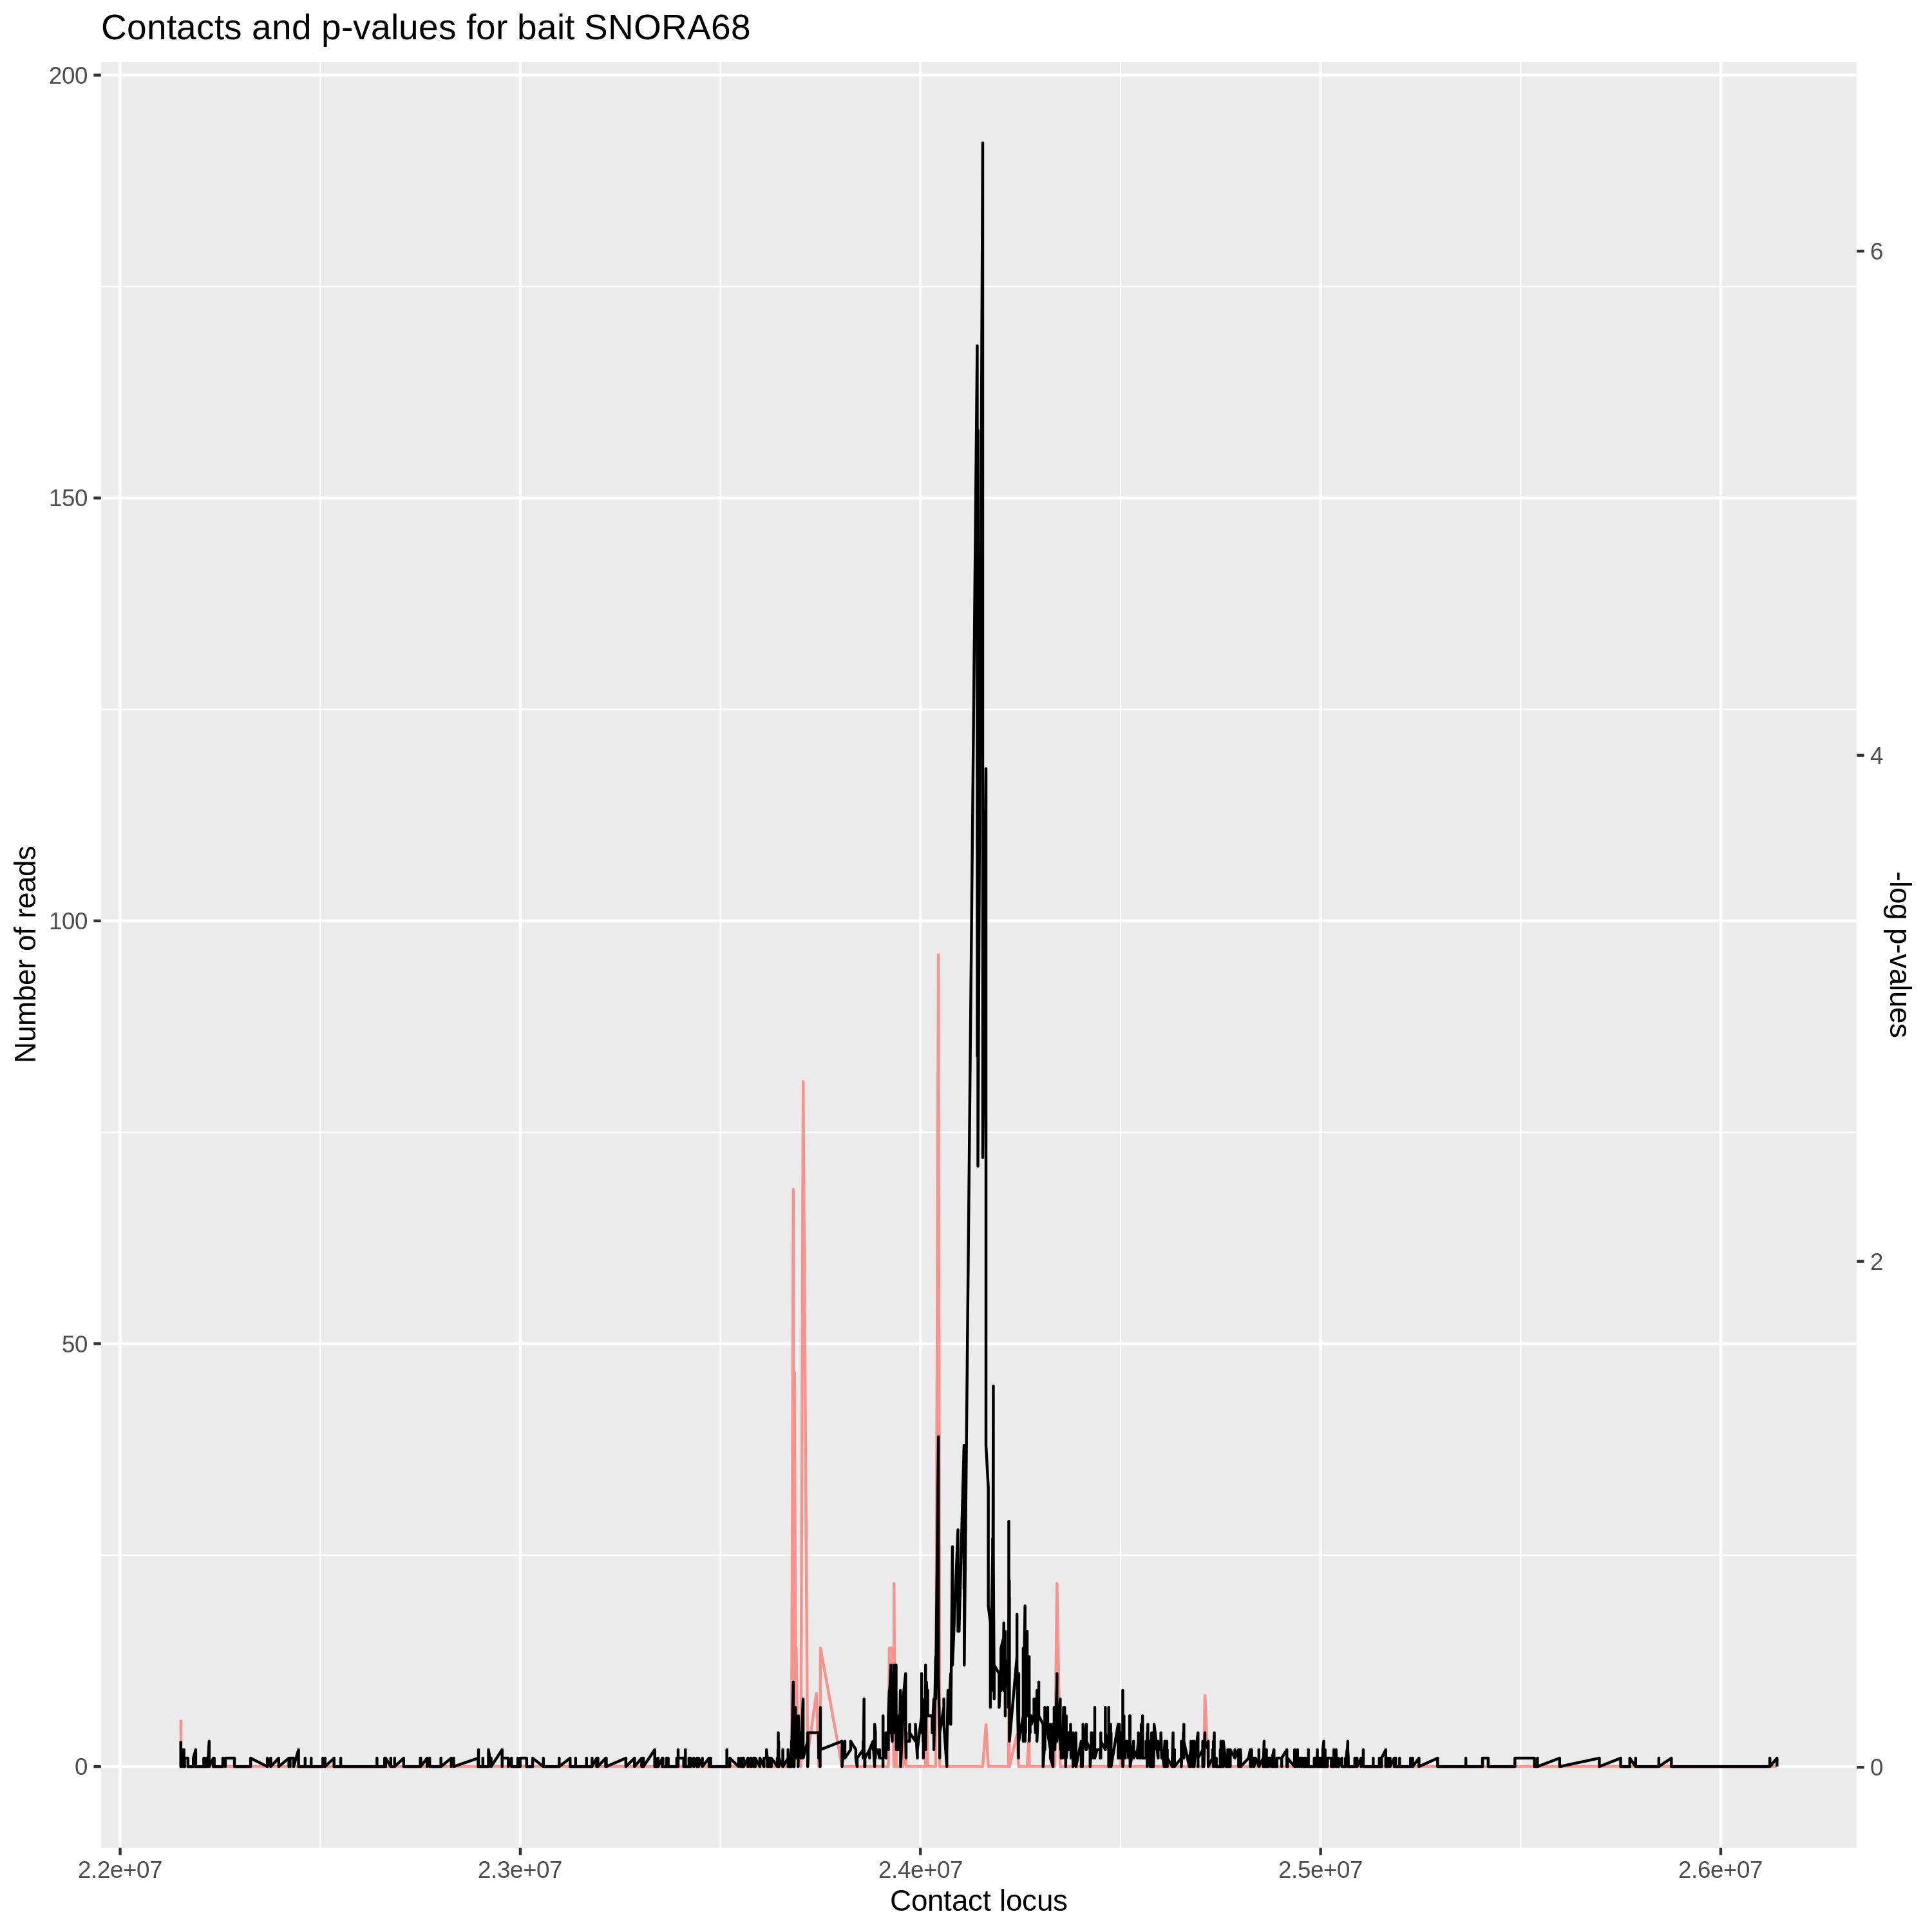 Contacts and p-values for bait SNORA68
200
150
100
50
0
Number of reads
6
4
2
0
-log p-values
2.2e+07
2.3e+07
2.4e+07
2.5e+07
2.6e+07
Contact locus